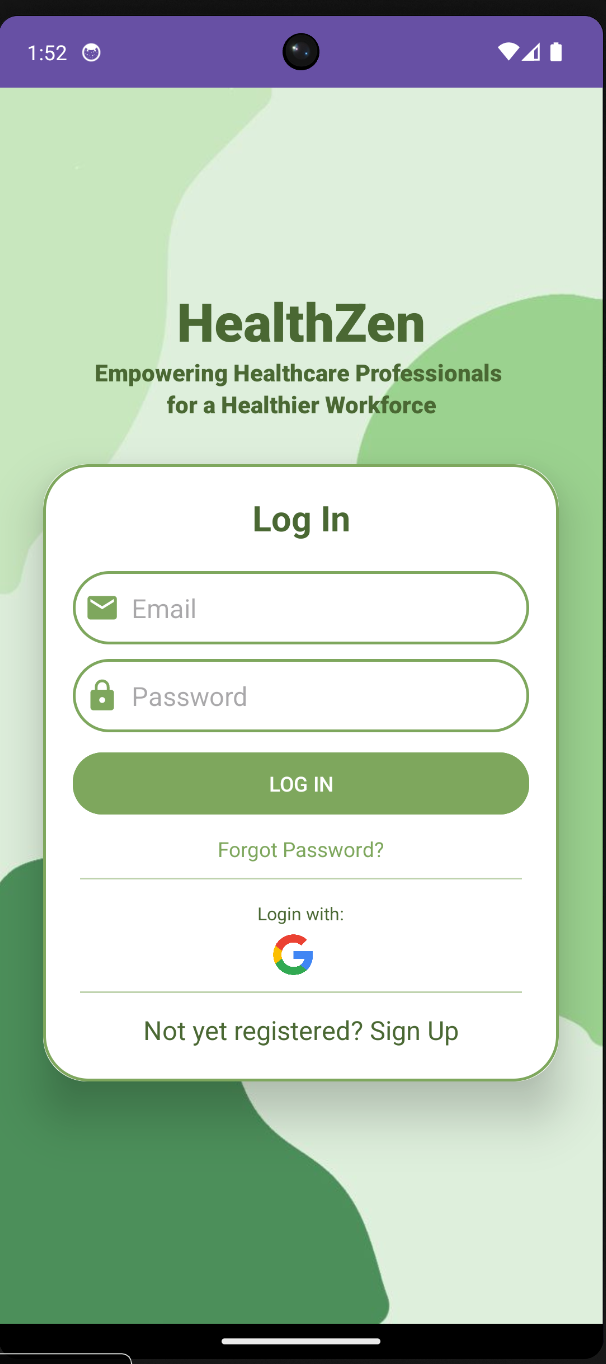 1:52
HealthZen
Empowering Healthcare Professionals
for a Healthier Workforce
Log In
Email
Password
LOG IN
Forgot Password?
Login with:
Not yet registered? Sign Up